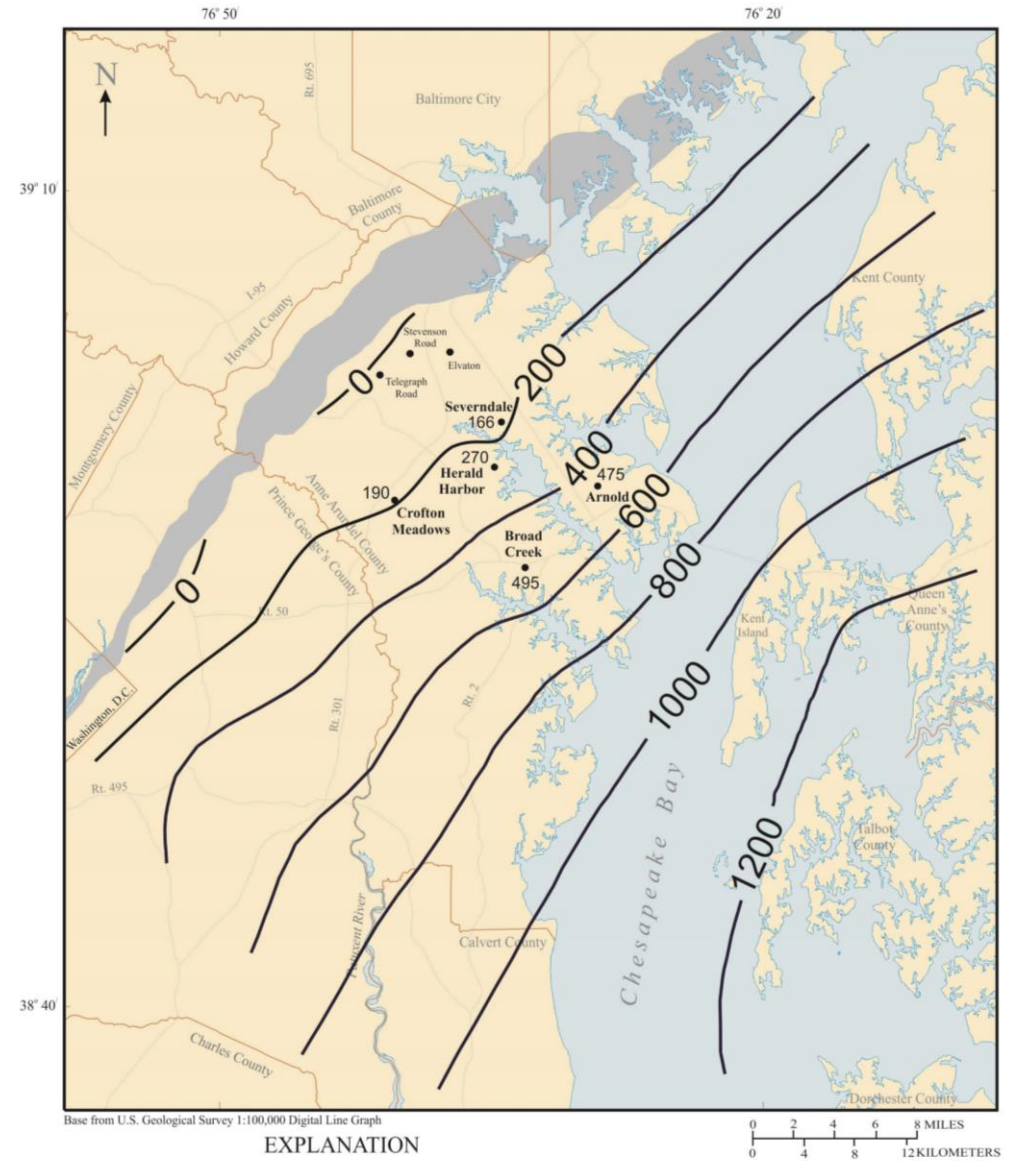 76° 50'
76° 20'
N
Rt. 695
Baltimore City
39° 10'
Baltimore
County
I-95
Howard County
Kent County
Stevenson
Road
Elvaton
0
Telegraph
Road
200
Severndale
166
Montgomery County
270
Herald
Harbor
400
475
Arnold
190
Crofton
Meadows
600
Anne Arundel County
Prince George's County
Broad
Creek
495
800
0
Rt. 50
Queen
Anne's
County
Kent
Island
Washington, D.C.
Rt. 301
Rt. 2
1000
Rt. 495
Chesapeake Bay
1200
Talbot
County
Patuxent River
Calvert County
38° 40'
Charles County
Dorchester County
Base from U.S. Geological Survey 1:100,000 Digital Line Graph
EXPLANATION
0 2 4 6 8 MILES
0 4 8 12 KILOMETERS